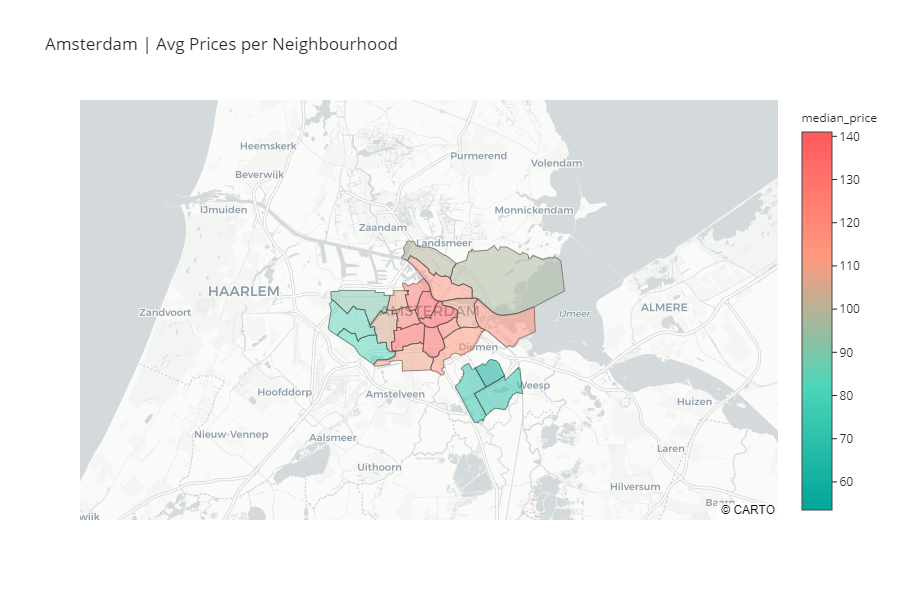 Amsterdam | Avg Prices per Neighbourhood
median_price
140
130
120
110
100
90
80
70
60
Heemskerk
Purmerend
Volendam
Beverwijk
IJmuiden
Monnickendam
Zaandam
Landsmeer
HAARLEM
ALMERE
Zandvoort
AMSTERDAM
IJmeer
Diemen
Weesp
Hoofddorp
Amstelveen
Huizen
Nieuw-Vennep
Aalsmeer
Laren
Uithoorn
Hilversum
Baarn
wijk
© CARTO